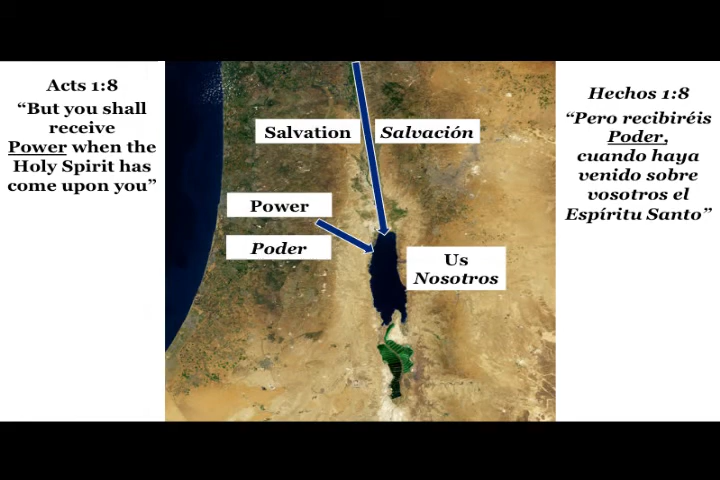 Acts 1:8
“But you shall
receive
Power when the
Holy Spirit has
come upon you”
Salvation
Salvación
Power
Poder
Us
Nosotros
Hechos 1:8
“Pero recibiréis
Poder,
cuando haya
venido sobre
vosotros el
Espíritu Santo”